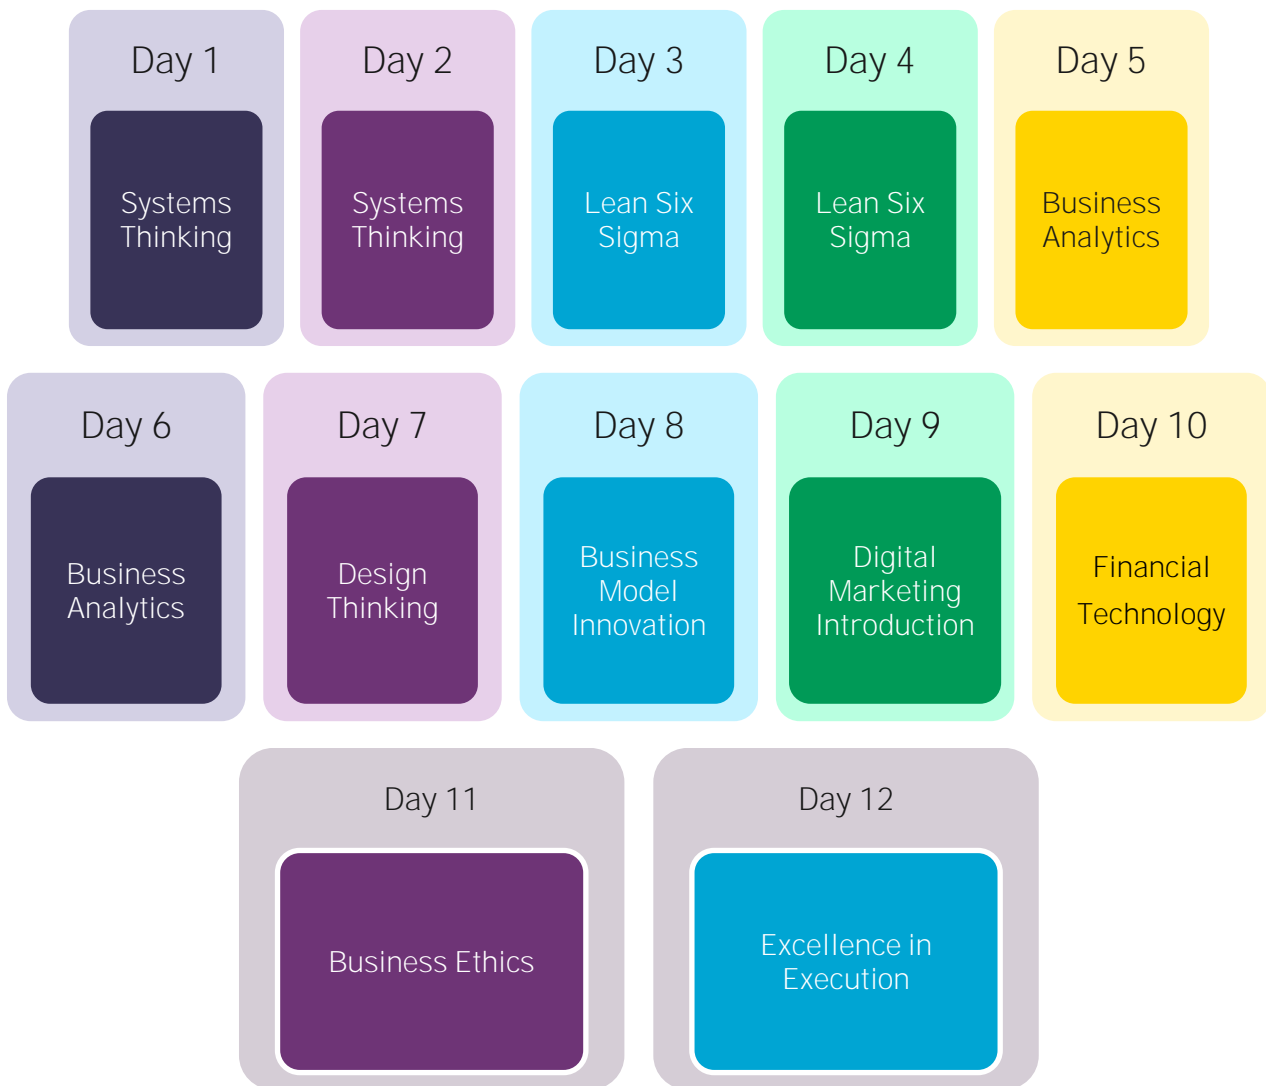 Day 1
Systems
Thinking
Day 2
Systems
Thinking
Day 3
Lean Six
Sigma
Day 4
Lean Six
Sigma
Day 5
Business
Analytics
Day 6
Business
Analytics
Day 7
Design
Thinking
Day 8
Business
Model
Innovation
Day 9
Digital
Marketing
Introduction
Day 10
Financial
Technology
Day 11
Business Ethics
Day 12
Excellence in
Execution